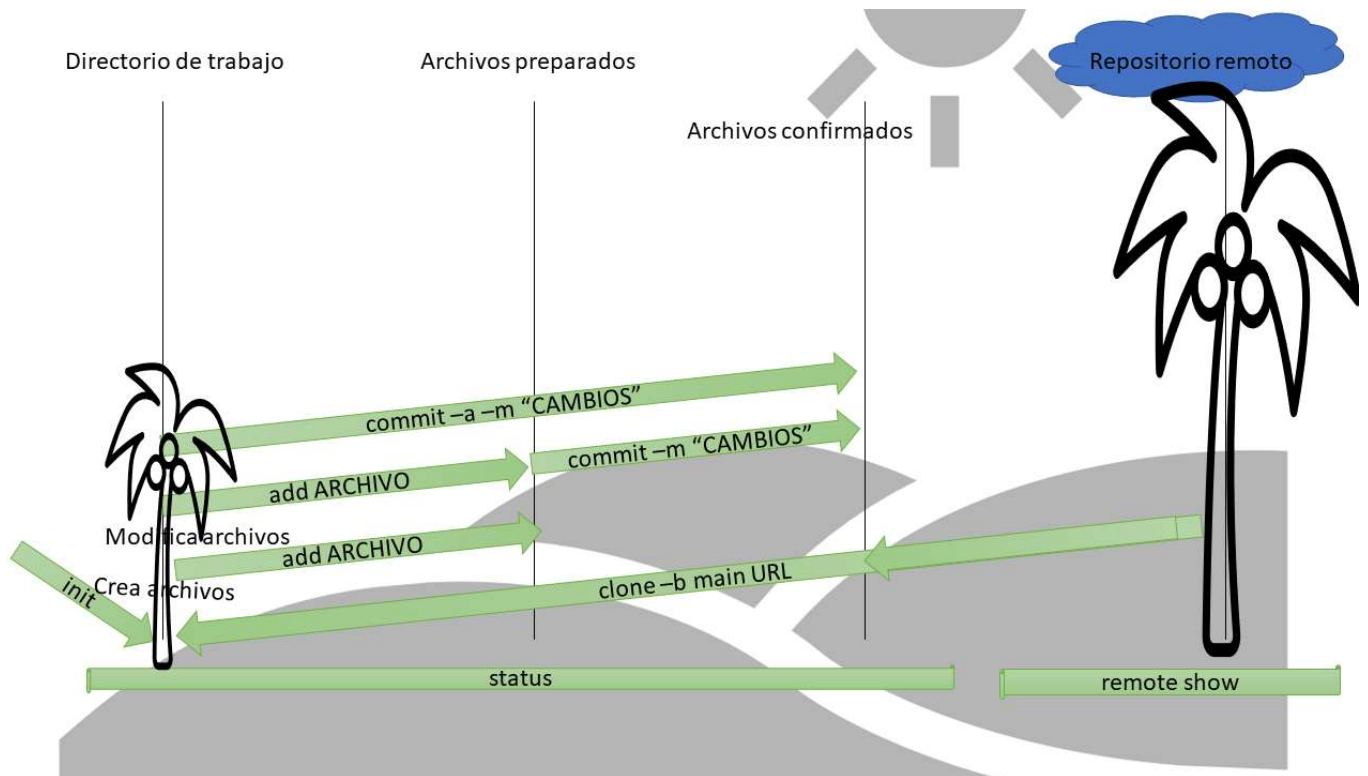 Directorio de trabajo
Archivos preparados
Repositorio remoto
Archivos confirmados
commit –a –m “CAMBIOS”
commit –m “CAMBIOS”
add ARCHIVO
Modifica archivos
add ARCHIVO
Crea archivos
init
clone –b main URL
status
remote show